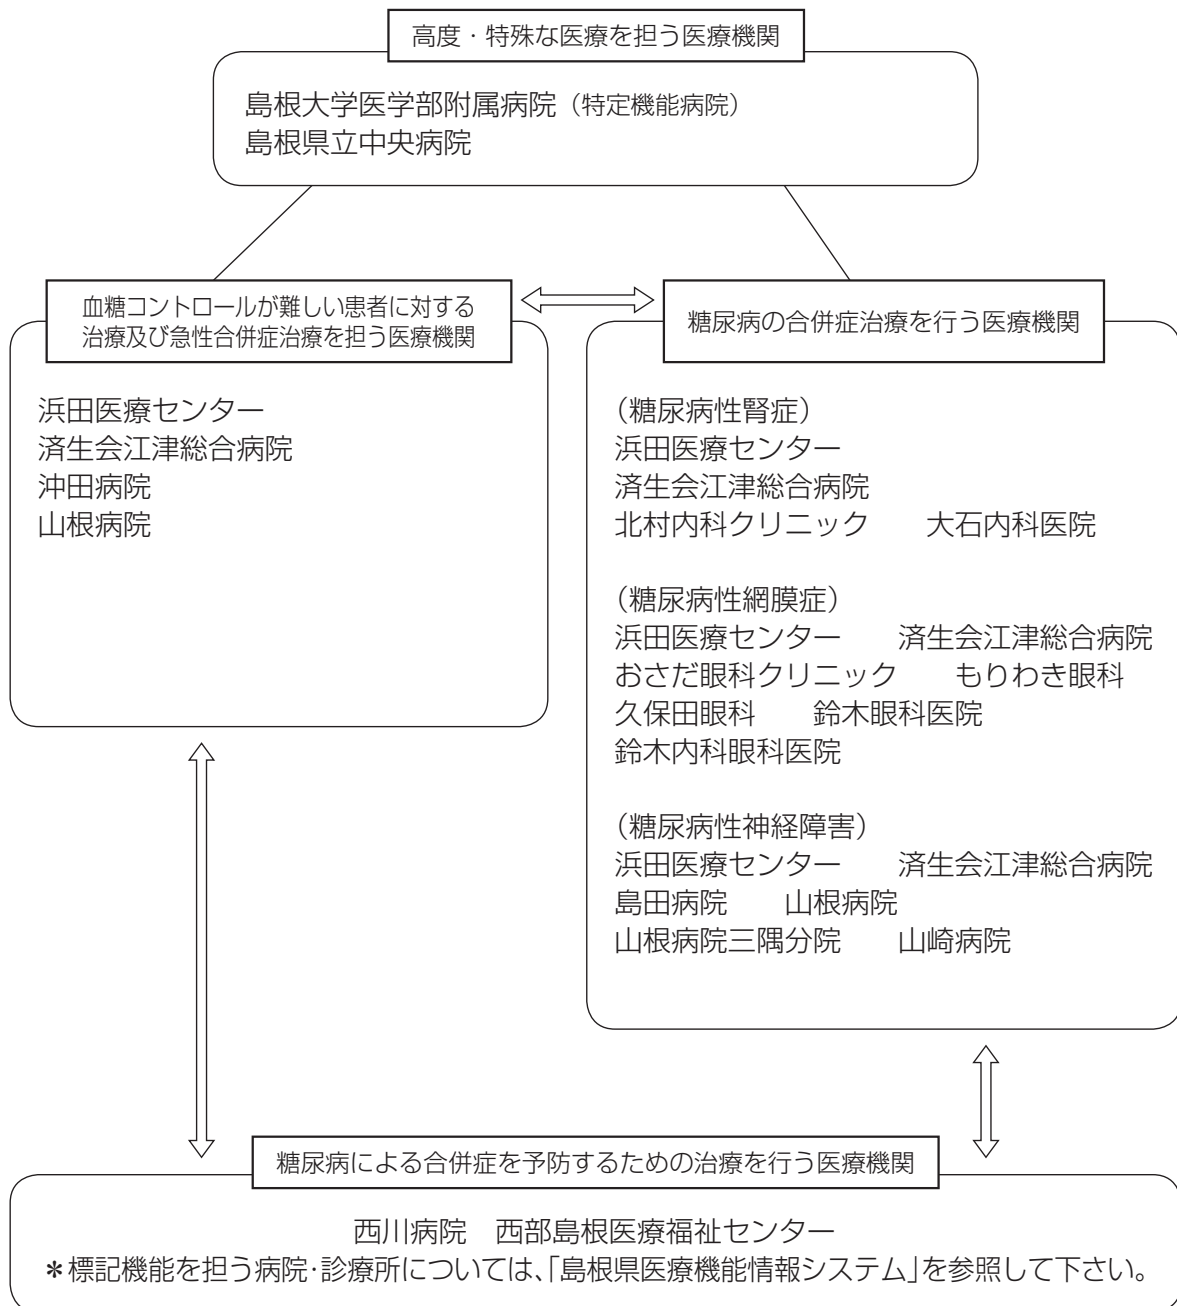 高度・特殊な医療を担う医療機関
島根大学医学部附属病院（特定機能病院）
島根県立中央病院
血糖コントロールが難しい患者に対する
治療及び急性合併症治療を担う医療機関
浜田医療センター
済生会江津総合病院
沖田病院
山根病院
糖尿病の合併症治療を行う医療機関
（糖尿病性腎症）
浜田医療センター
済生会江津総合病院
北村内科クリニック　　大石内科医院
（糖尿病性網膜症）
浜田医療センター　　済生会江津総合病院
おさだ眼科クリニック　　もりわき眼科
久保田眼科　　鈴木眼科医院
鈴木内科眼科医院
（糖尿病性神経障害）
浜田医療センター　　済生会江津総合病院
島田病院　　山根病院
山根病院三隅分院　　山崎病院
糖尿病による合併症を予防するための治療を行う医療機関
西川病院　西部島根医療福祉センター
＊標記機能を担う病院･診療所については､｢島根県医療機能情報システム｣を参照して下さい。